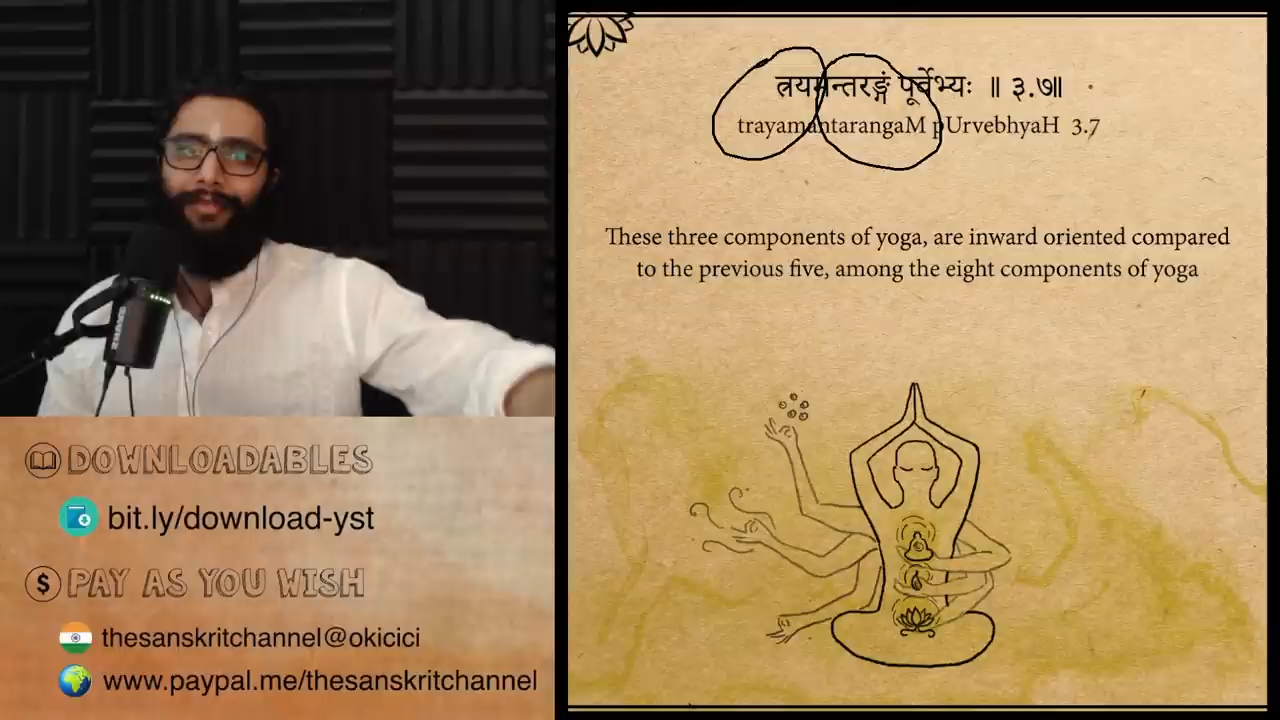 त्रयमन्तरङ्गं पूर्वेभ्यः ॥ ३.७॥
trayamantarangaM pUrvebhyaH 3.7
These three components of yoga, are inward oriented compared
to the previous five, among the eight components of yoga
DOWNLOADABLES
bit.ly/download-yst
$ PAY AS YOU WISH
thesanskritchannel@okicici
www.paypal.me/thesanskritchannel